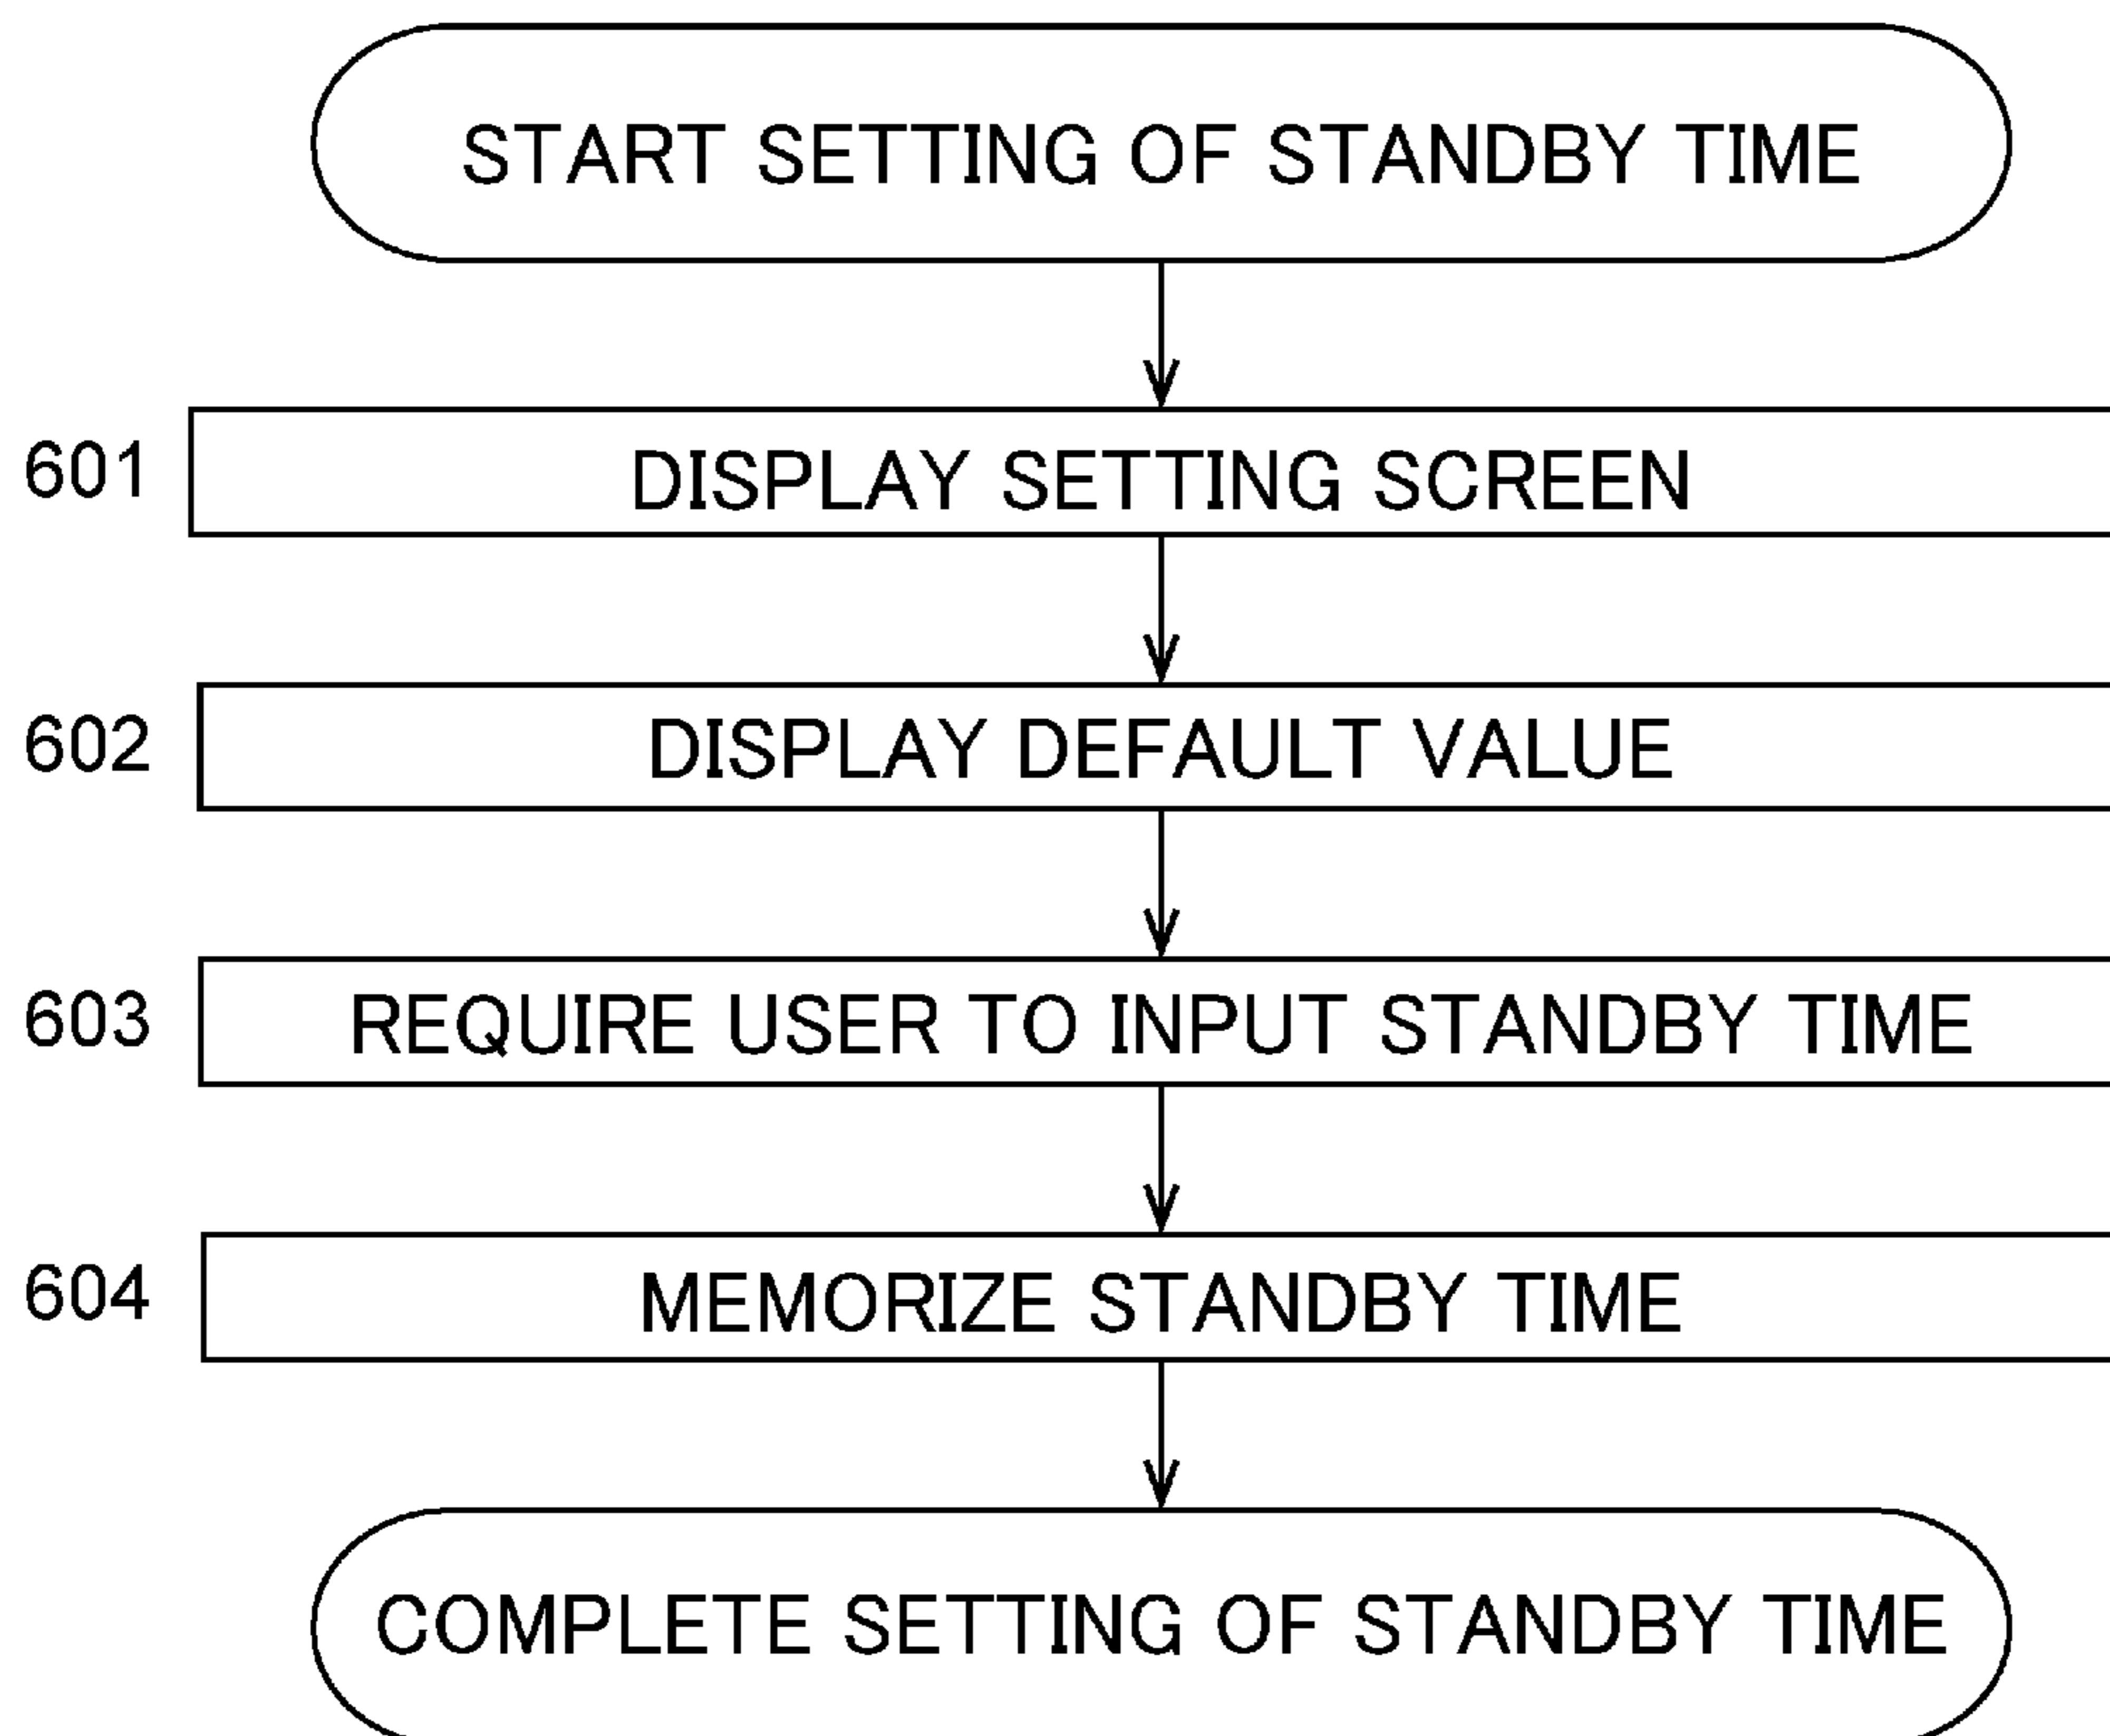 START SETTING OF STANDBY TIME
601 DISPLAY SETTING SCREEN
602 DISPLAY DEFAULT VALUE
603 REQUIRE USER TO INPUT STANDBY TIME
604 MEMORIZE STANDBY TIME
COMPLETE SETTING OF STANDBY TIME